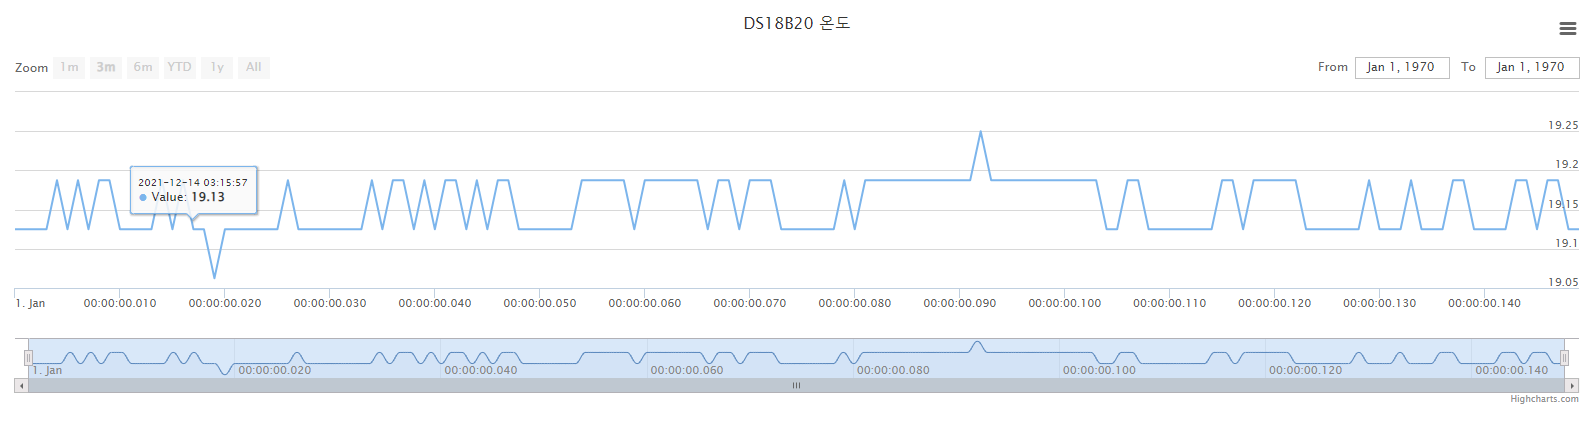 DS18B20 온도
Zoom 1m 3m 6m YTD 1y All
From Jan 1, 1970 To Jan 1, 1970
19.25
19.2
2021-12-14 03:15:57
Value: 19.13
19.15
19.1
19.05
1. Jan 00:00:00.010 00:00:00.020 00:00:00.030 00:00:00.040 00:00:00.050 00:00:00.060 00:00:00.070 00:00:00.080 00:00:00.090 00:00:00.100 00:00:00.110 00:00:00.120 00:00:00.130 00:00:00.140
1. Jan 00:00:00.020 00:00:00.040 00:00:00.060 00:00:00.080 00:00:00.100 00:00:00.120 00:00:00.140
Highcharts.com